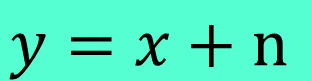 y = x + n